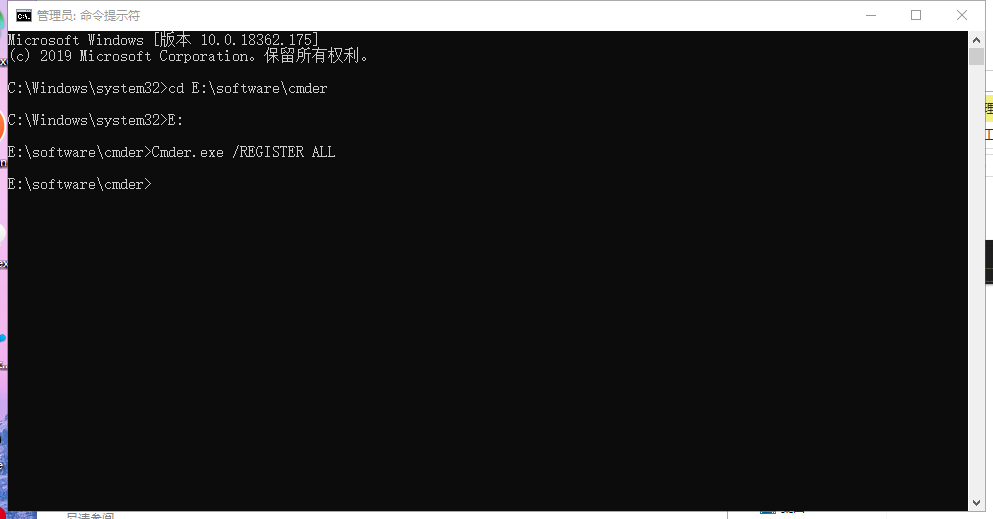 管理员: 命令提示符
Microsoft Windows [版本 10.0.18362.175]
(c) 2019 Microsoft Corporation。保留所有权利。
C:\Windows\system32>cd E:\software\cmder
C:\Windows\system32>E:
E:\software\cmder>Cmder.exe /REGISTER ALL
E:\software\cmder>